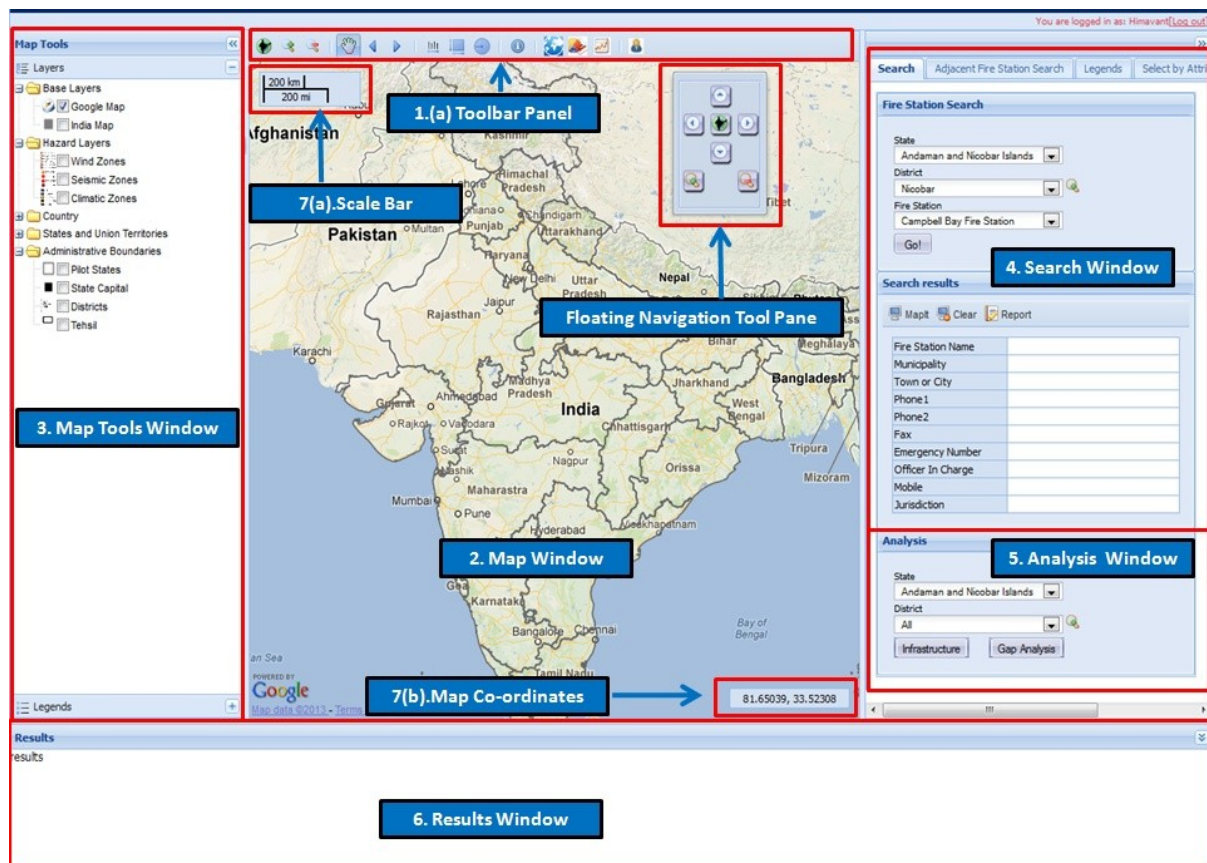 You are logged in as: Himavant[Log out]
Map Tools
Layers
Base Layers
Google Map
India Map
Hazard Layers
Wind Zones
Seismic Zones
Climatic Zones
Country
States and Union Territories
Administrative Boundaries
Pilot States
State Capital
Districts
Tehsil
3. Map Tools Window
Legends
200 km
200 mi
1.(a) Toolbar Panel
7(a).Scale Bar
Floating Navigation Tool Pane
Afghanistan
Kashmir
Himachal
Pradesh
Lahore
Chandigarh
Punjab
Uttarakhand
Multan
Pakistan
Tibet
Haryana
New Delhi
Uttar
Pradesh
Nepal
Jaipur
Rajasthan
Bihar
Meghalaya
Karachi
Madhya
Pradesh
Jharkhand
Bangladesh
Gujarat
Ahmedabad
India
West
Bengal
Rajkot
Vadodara
Chhattisgarh
Surat
Tripura
Nashik
Nagpur
Orissa
Mizoram
Mumbai
Maharastra
Pune
Hyderabad
Visakhapatnam
2. Map Window
Goa
Karnataka
Bangalore
Chennai
Bay of
Bengal
Tamil Nadu
an Sea
POWERED BY
Google
Map data ©2013 - Terms
7(b).Map Co-ordinates
81.65039, 33.52308
Search
Adjacent Fire Station Search
Legends
Select by Attri
Fire Station Search
State
Andaman and Nicobar Islands
District
Nicobar
Fire Station
Campbell Bay Fire Station
Go!
4. Search Window
Search results
MapIt
Clear
Report
Fire Station Name
Municipality
Town or City
Phone1
Phone2
Fax
Emergency Number
Officer In Charge
Mobile
Jurisdiction
Analysis
5. Analysis Window
State
Andaman and Nicobar Islands
District
All
Infrastructure
Gap Analysis
Results
results
6. Results Window